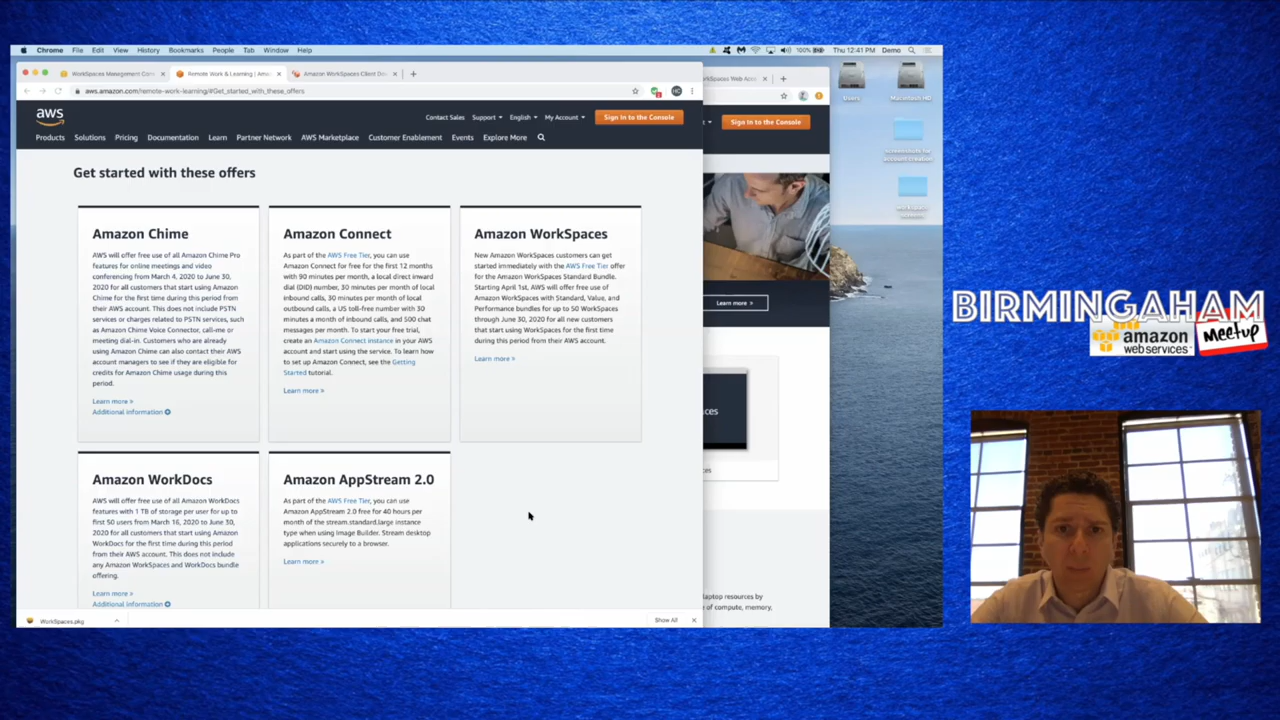 Chrome File Edit View History Bookmarks People Tab Window Help
100% Thu 12:41 PM Demo
WorkSpaces Management Con
Remote Work & Learning | Ama
Amazon WorkSpaces Client Do
aws.amazon.com/remote-work-learning/#Get_started_with_these_offers
aws
Contact Sales Support English My Account Sign In to the Console
Products Solutions Pricing Documentation Learn Partner Network AWS Marketplace Customer Enablement Events Explore More
Get started with these offers
Amazon Chime
AWS will offer free use of all Amazon Chime Pro
features for online meetings and video
conferencing from March 4, 2020 to June 30,
2020 for all customers that start using Amazon
Chime for the first time during this period from
their AWS account. This does not include PSTN
services or charges related to PSTN services, such
as Amazon Chime Voice Connector, call-me or
meeting dial-in. Customers who are already
using Amazon Chime can also contact their AWS
account managers to see if they are eligible for
credits for Amazon Chime usage during this
period.
Learn more »
Additional information
Amazon Connect
As part of the AWS Free Tier, you can use
Amazon Connect for free for the first 12 months
with 90 minutes per month, a local direct inward
dial (DID) number, 30 minutes per month of local
inbound calls, 30 minutes per month of local
outbound calls, a US toll-free number with 30
minutes a month of inbound calls, and 500 chat
messages per month. To start your free trial,
create an Amazon Connect instance in your AWS
account and start using the service. To learn how
to set up Amazon Connect, see the Getting
Started tutorial.
Learn more »
Amazon WorkSpaces
New Amazon WorkSpaces customers can get
started immediately with the AWS Free Tier offer
for the Amazon WorkSpaces Standard Bundle.
Starting April 1st, AWS will offer free use of
Amazon WorkSpaces with Standard, Value, and
Performance bundles for up to 50 WorkSpaces
through June 30, 2020 for all new customers
that start using WorkSpaces for the first time
during this period from their AWS account.
Learn more »
Amazon WorkDocs
AWS will offer free use of all Amazon WorkDocs
features with 1 TB of storage per user for up to
first 50 users from March 16, 2020 to June 30,
2020 for all customers that start using Amazon
WorkDocs for the first time during this period
from their AWS account. This does not include
any Amazon WorkSpaces and WorkDocs bundle
offering.
Learn more »
Additional information
Amazon AppStream 2.0
As part of the AWS Free Tier, you can use
Amazon AppStream 2.0 free for 40 hours per
month of the stream.standard.large instance
type when using Image Builder. Stream desktop
applications securely to a browser.
Learn more »
WorkSpaces.pkg
Show All
Sign In to the Console
Learn more >
laptop resources by
of compute, memory,
Users
Macintosh HD
BIRMINGAHAM
amazon
web services
Meetup